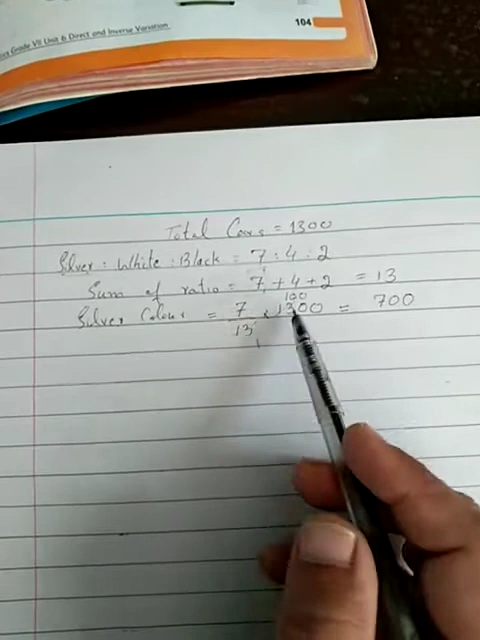 Grade VII Unit 6 Direct and Inverse Variation
104
Total Cars = 1300
Silver : White : Black = 7 : 4 : 2
Sum of ratio = 7 + 4 + 2 = 13
100
Silver Colour = 7/13 × 1300 = 700
1